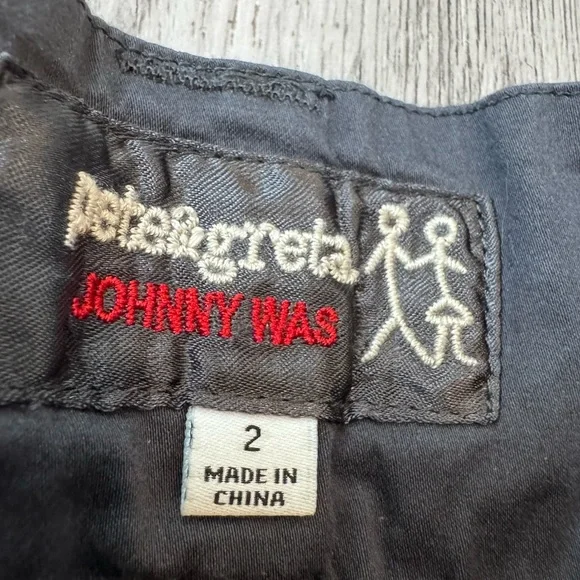 pete&greta
JOHNNY WAS
2
MADE IN
CHINA